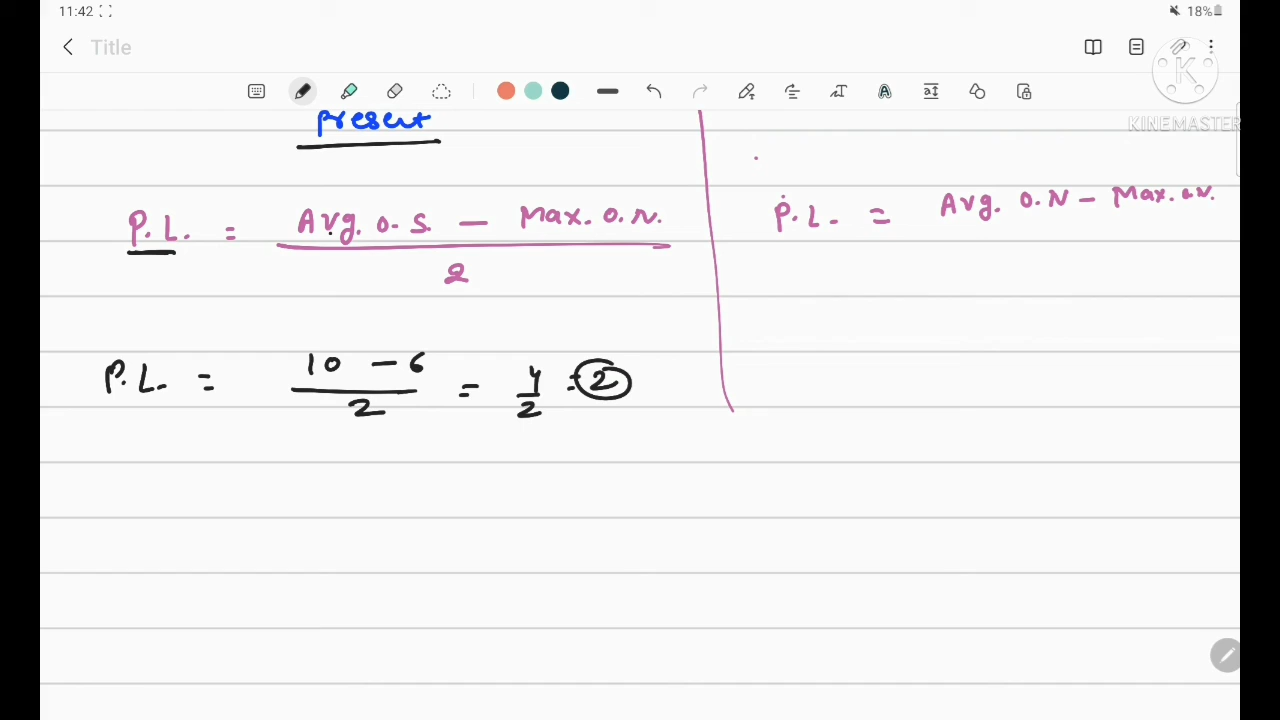 11:42 18%
Title
KINEMASTER
present
P.L. = Avg. O. S. - Max. O. N.
2
P.L. = Avg. O. N - Max. O. N.
P.L. = 10 - 6 = 4 = 2
2 2